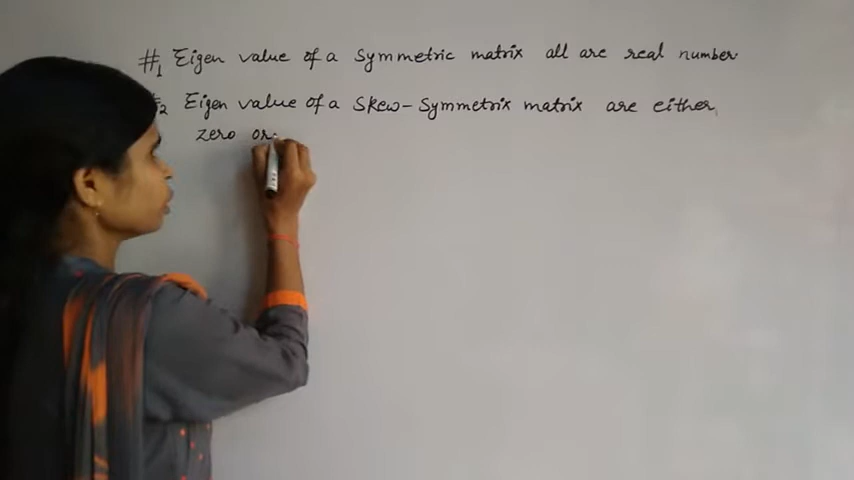 #1 Eigen value of a symmetric matrix all are real number.
#2 Eigen value of a Skew-Symmetrix matrix are either
zero or